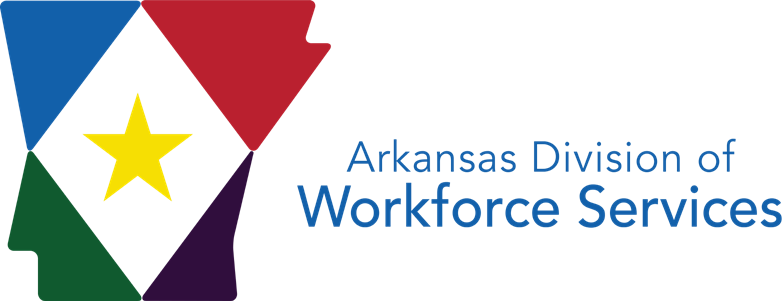 Arkansas Division of
Workforce Services